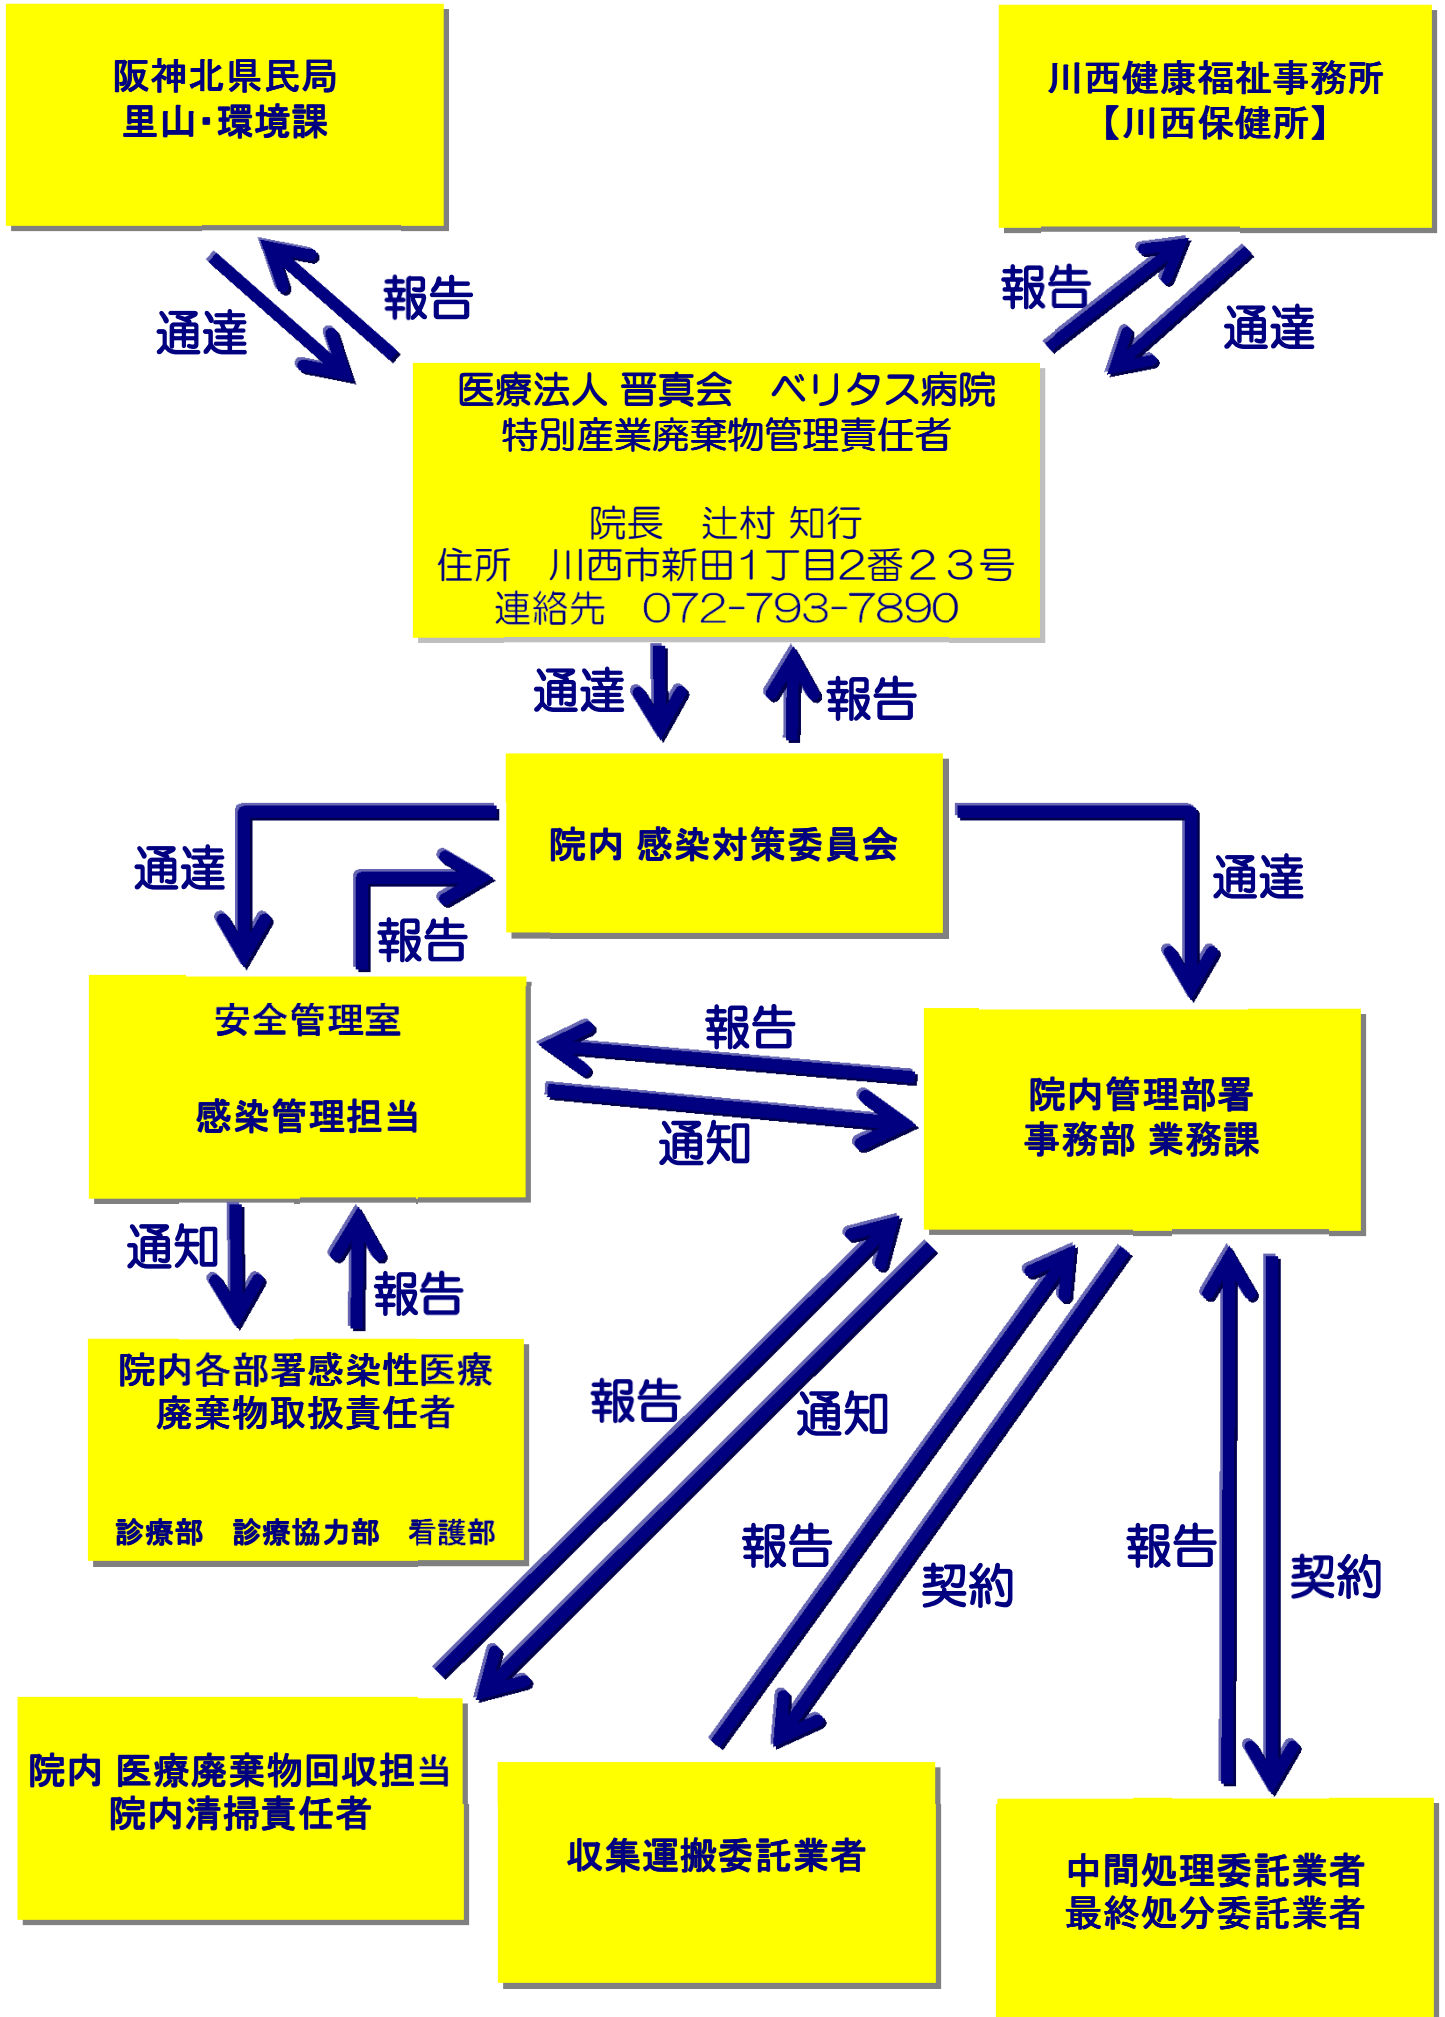 阪神北県民局
里山・環境課
川西健康福祉事務所
【川西保健所】
報告
通達
報告
通達
医療法人 晋真会　ベリタス病院
特別産業廃棄物管理責任者
院長　辻村 知行
住所　川西市新田1丁目2番２３号
連絡先　072-793-7890
通達
報告
院内 感染対策委員会
通達
報告
通達
安全管理室
感染管理担当
報告
通知
院内管理部署
事務部 業務課
通知
報告
院内各部署感染性医療
廃棄物取扱責任者
診療部　診療協力部　看護部
報告
通知
報告
契約
報告
契約
院内 医療廃棄物回収担当
院内清掃責任者
収集運搬委託業者
中間処理委託業者
最終処分委託業者